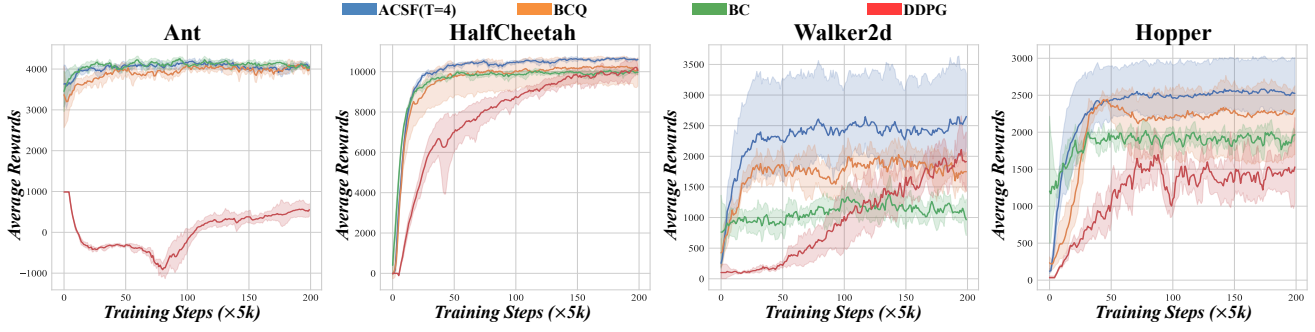 ACSF(T=4) BCQ BC DDPG
Ant HalfCheetah Walker2d Hopper
Average Rewards
4000
3000
2000
1000
0
−1000
0 50 100 150 200
Training Steps (×5k)
Average Rewards
10000
8000
6000
4000
2000
0
0 50 100 150 200
Training Steps (×5k)
Average Rewards
3500
3000
2500
2000
1500
1000
500
0
0 50 100 150 200
Training Steps (×5k)
Average Rewards
3000
2500
2000
1500
1000
500
0
0 50 100 150 200
Training Steps (×5k)